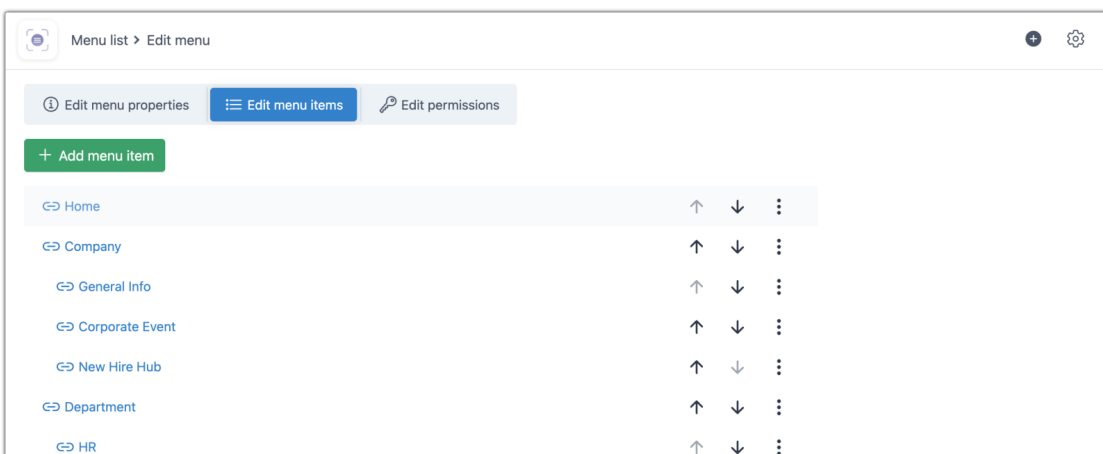 Menu list > Edit menu
Edit menu properties Edit menu items Edit permissions
+ Add menu item
Home
Company
General Info
Corporate Event
New Hire Hub
Department
HR